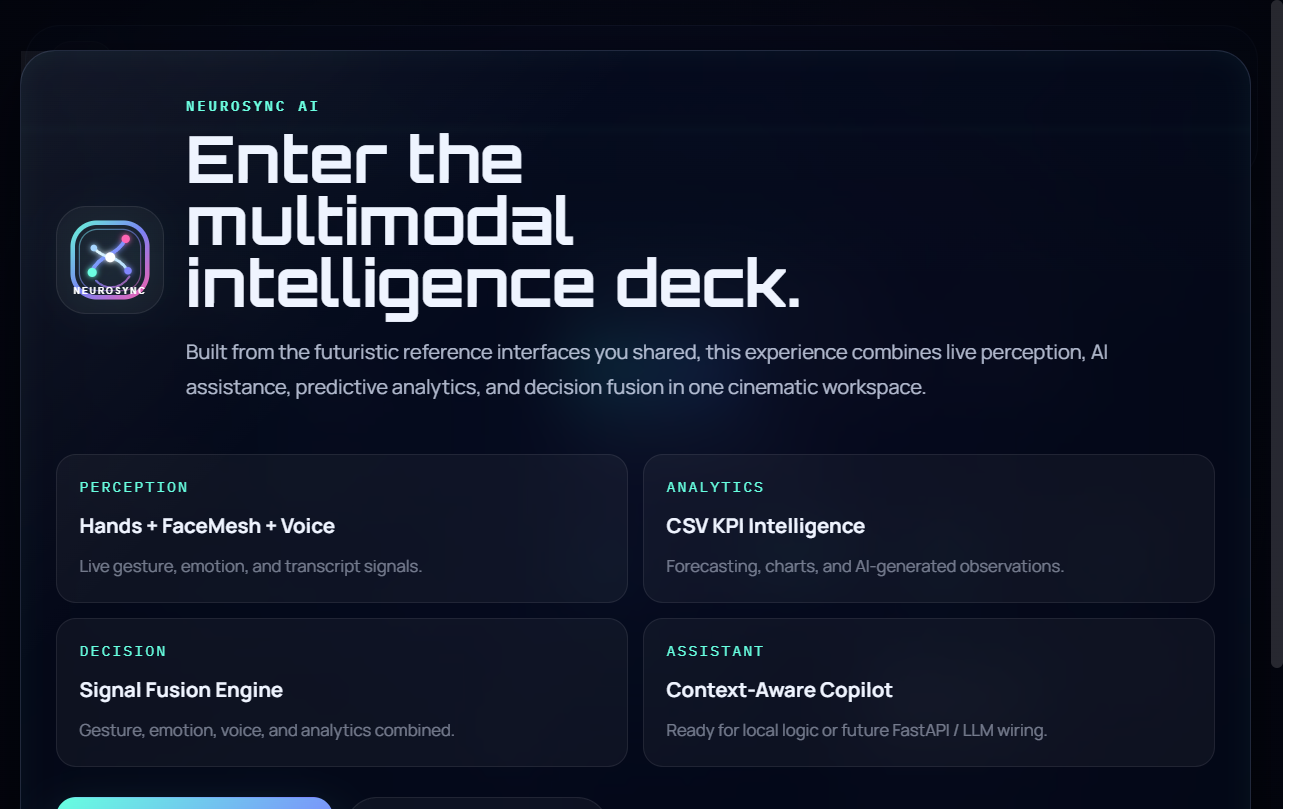 NEUROSYNC AI
Enter the
multimodal
intelligence deck.
NEUROSYNC
Built from the futuristic reference interfaces you shared, this experience combines live perception, AI
assistance, predictive analytics, and decision fusion in one cinematic workspace.
PERCEPTION
Hands + FaceMesh + Voice
Live gesture, emotion, and transcript signals.
ANALYTICS
CSV KPI Intelligence
Forecasting, charts, and AI-generated observations.
DECISION
Signal Fusion Engine
Gesture, emotion, voice, and analytics combined.
ASSISTANT
Context-Aware Copilot
Ready for local logic or future FastAPI / LLM wiring.